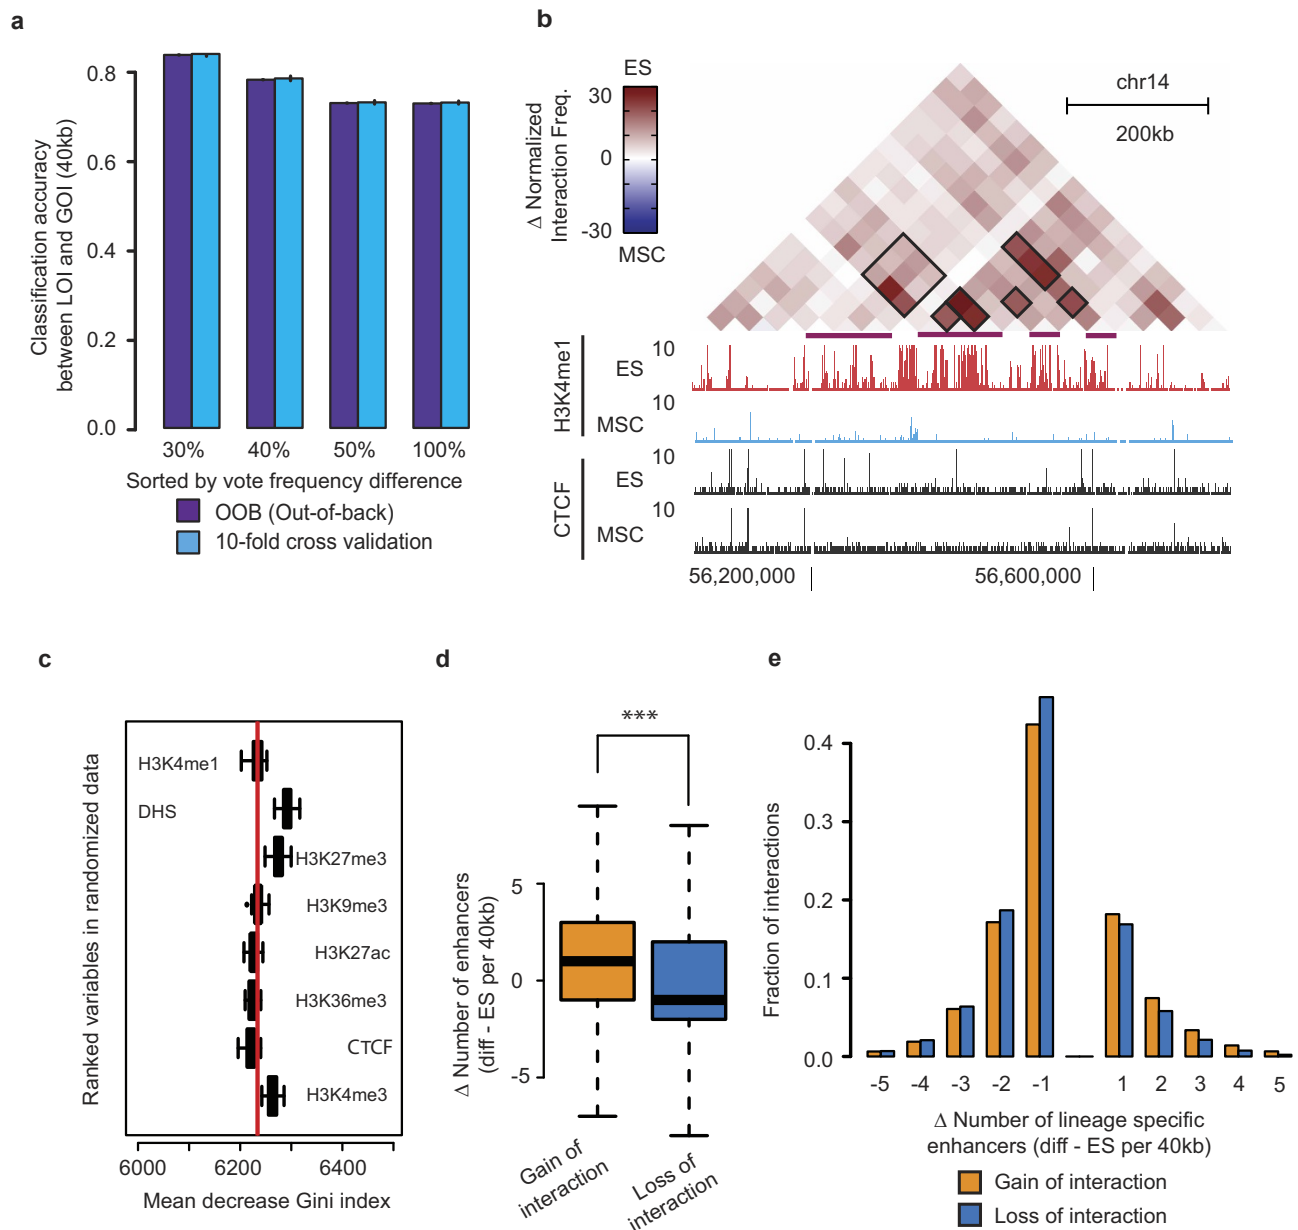 a
Classification accuracy
between LOI and GOI (40kb)
0.8
0.6
0.4
0.2
0.0
30% 40% 50% 100%
Sorted by vote frequency difference
OOB (Out-of-back)
10-fold cross validation
b
Δ Normalized
Interaction Freq.
ES
30
0
-30
MSC
chr14
200kb
H3K4me1
10
ES
10
MSC
CTCF
10
ES
10
MSC
56,200,000 56,600,000
c
Ranked variables in randomized data
H3K4me1
DHS
H3K27me3
H3K9me3
H3K27ac
H3K36me3
CTCF
H3K4me3
6000 6200 6400
Mean decrease Gini index
d
***
Δ Number of enhancers
(diff - ES per 40kb)
5
0
-5
Gain of
interaction
Loss of
interaction
e
Fraction of interactions
0.4
0.3
0.2
0.1
0.0
-5 -4 -3 -2 -1 1 2 3 4 5
Δ Number of lineage specific
enhancers (diff - ES per 40kb)
Gain of interaction
Loss of interaction